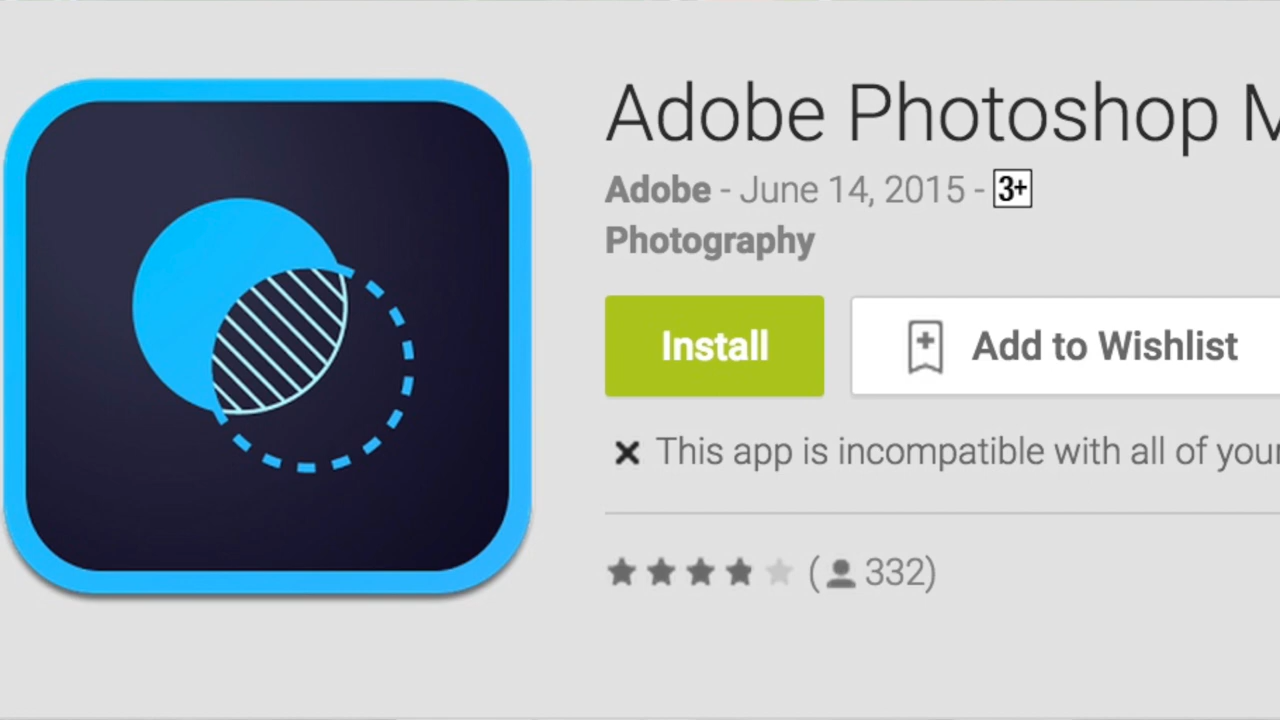 Adobe Photoshop
Adobe - June 14, 2015 - 3+
Photography
Install
Add to Wishlist
This app is incompatible with all of your
(332)